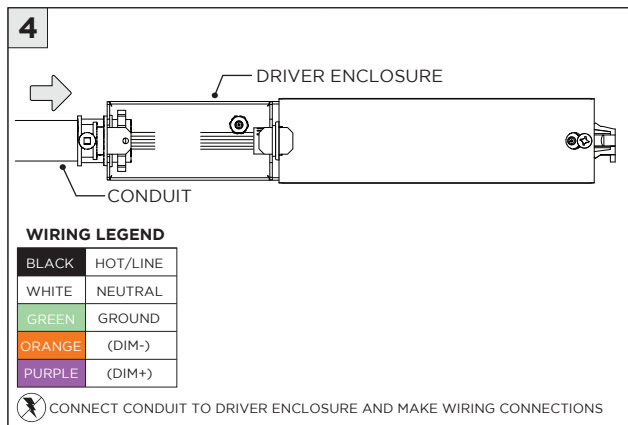 4
DRIVER ENCLOSURE
CONDUIT
WIRING LEGEND
BLACK HOT/LINE
WHITE NEUTRAL
GREEN GROUND
ORANGE (DIM-)
PURPLE (DIM+)
CONNECT CONDUIT TO DRIVER ENCLOSURE AND MAKE WIRING CONNECTIONS